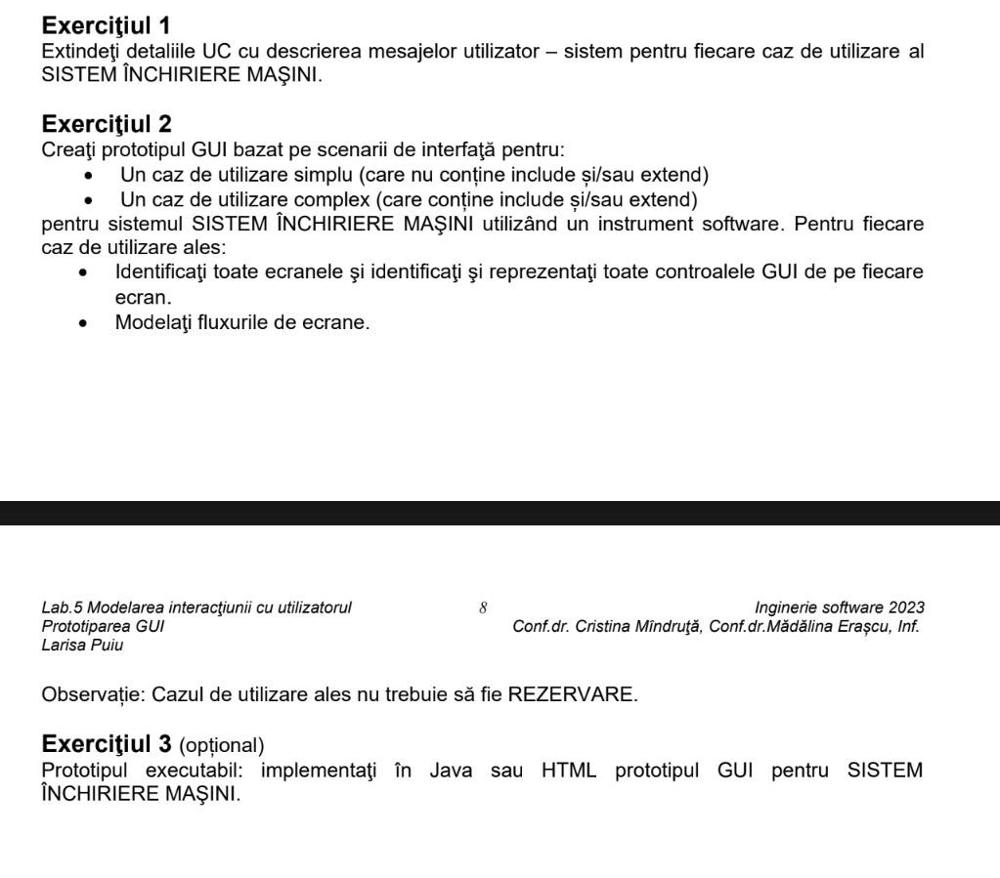 Exerciţiul 1
Extindeţi detaliile UC cu descrierea mesajelor utilizator – sistem pentru fiecare caz de utilizare al
SISTEM ÎNCHIRIERE MAŞINI.
Exerciţiul 2
Creaţi prototipul GUI bazat pe scenarii de interfaţă pentru:
• Un caz de utilizare simplu (care nu conține include și/sau extend)
• Un caz de utilizare complex (care conține include și/sau extend)
pentru sistemul SISTEM ÎNCHIRIERE MAŞINI utilizând un instrument software. Pentru fiecare
caz de utilizare ales:
• Identificaţi toate ecranele şi identificaţi şi reprezentaţi toate controalele GUI de pe fiecare
ecran.
• Modelaţi fluxurile de ecrane.
Lab.5 Modelarea interacţiunii cu utilizatorul 8 Inginerie software 2023
Prototiparea GUI Conf.dr. Cristina Mîndruţă, Conf.dr.Mădălina Erașcu, Inf.
Larisa Puiu
Observație: Cazul de utilizare ales nu trebuie să fie REZERVARE.
Exerciţiul 3 (opțional)
Prototipul executabil: implementaţi în Java sau HTML prototipul GUI pentru SISTEM
ÎNCHIRIERE MAŞINI.